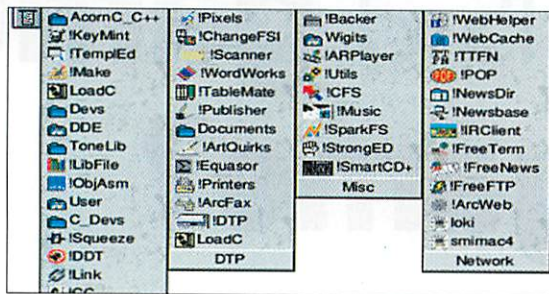 AcornC_C++
!KeyMint
!TemplEd
!Make
LoadC
Devs
DDE
ToneLib
!LibFile
!ObjAsm
User
C_Devs
!Squeeze
!DDT
!Link
!Pixels
!ChangeFSI
!Scanner
!WordWorks
!TableMate
!Publisher
Documents
!ArtQuirks
!Equasor
!Printers
!ArcFax
!DTP
LoadC
DTP
!Backer
Wigits
!ARPlayer
!Utils
!CFS
!Music
!SparkFS
!StrongED
!SmartCD+
Misc
!WebHelper
!WebCache
!TTFN
!POP
!NewsDir
!Newsbase
!IRClient
!FreeTerm
!FreeNews
!FreeFTP
!ArcWeb
loki
smimac4
Network